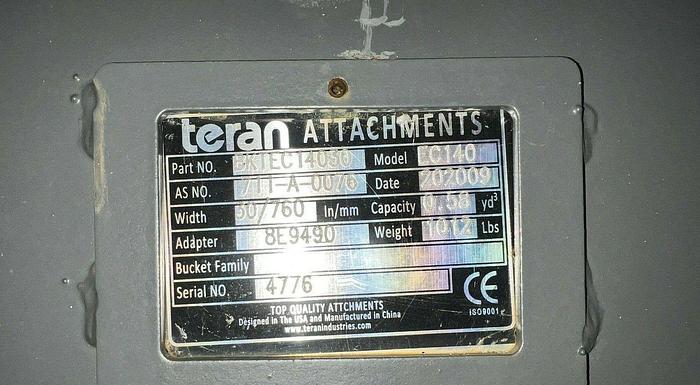 teran ATTACHMENTS
Part NO. BKTEC14030 Model EC140
AS NO. 711-A-0076 Date 202009
Width 30/760 In/mm Capacity 0.58 yd³
Adapter 8E9490 Weight 1012 Lbs
Bucket Family
Serial NO. 4776
CE
ISO9001
TOP QUALITY ATTCHMENTS
Designed in The USA and Manufactured in China
www.teranindustries.com